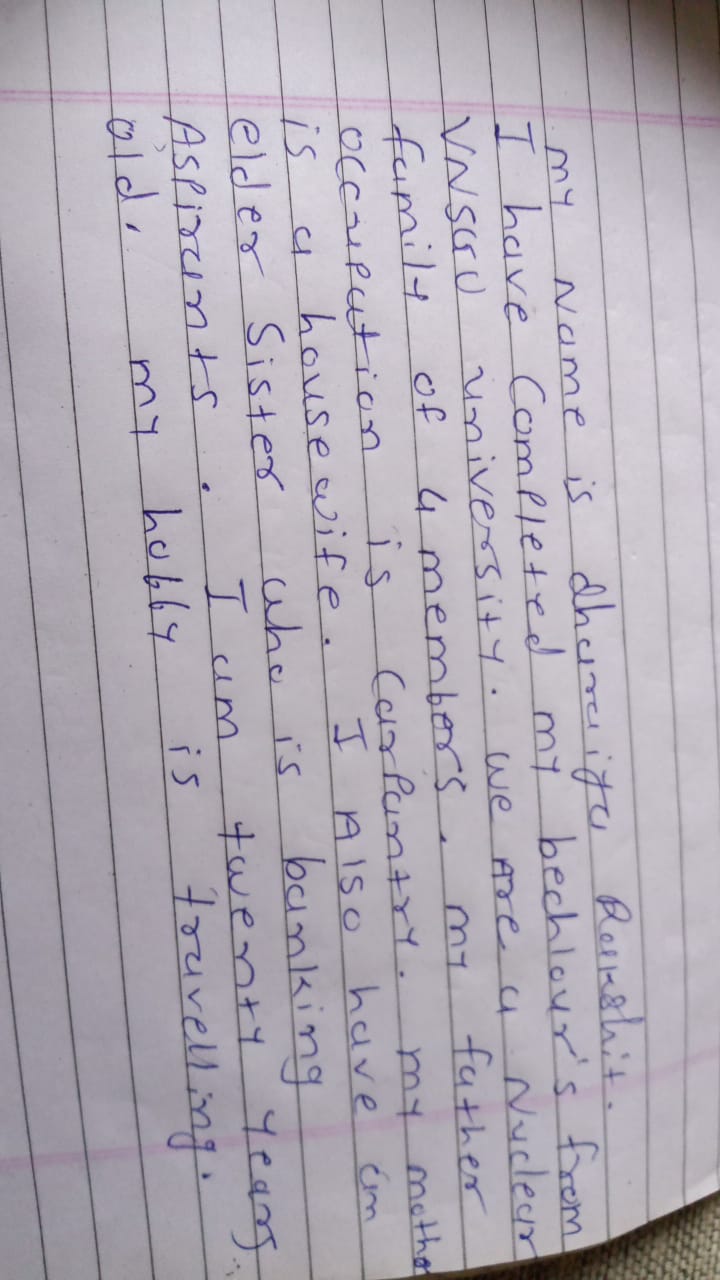 my Name is dharaiya Rakshit.
I have Completed my bechlour's from
VNSGU university. We Are a Nuclear
family of 4 members. my father
occupation is Carpantry. my mothe
is a housewife. I Also have an
elder Sister who is banking
Aspirants. I am twenty years
old. my hobby is travelling.